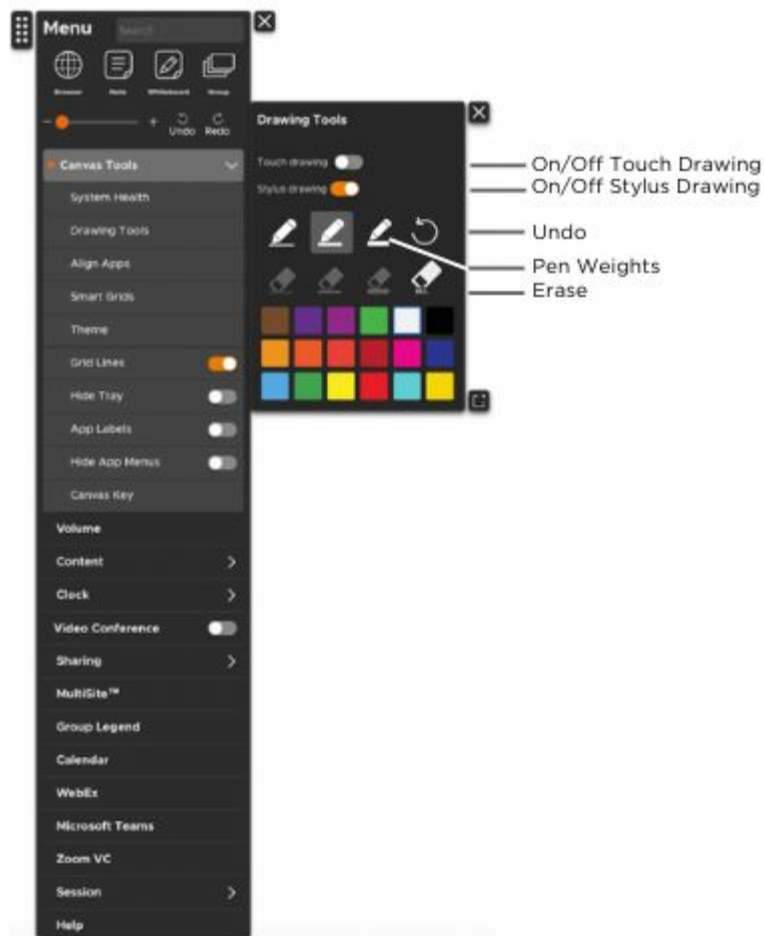 Menu
Search
Browser Note Whiteboard Group
- + Undo Redo
Canvas Tools
System Health
Drawing Tools
Align Apps
Smart Grids
Theme
Grid Lines
Hide Tray
App Labels
Hide App Menus
Canvas Key
Volume
Content
Clock
Video Conference
Sharing
MultiSite™
Group Legend
Calendar
WebEx
Microsoft Teams
Zoom VC
Session
Help
Drawing Tools
Touch drawing
Stylus drawing
On/Off Touch Drawing
On/Off Stylus Drawing
Undo
Pen Weights
Erase